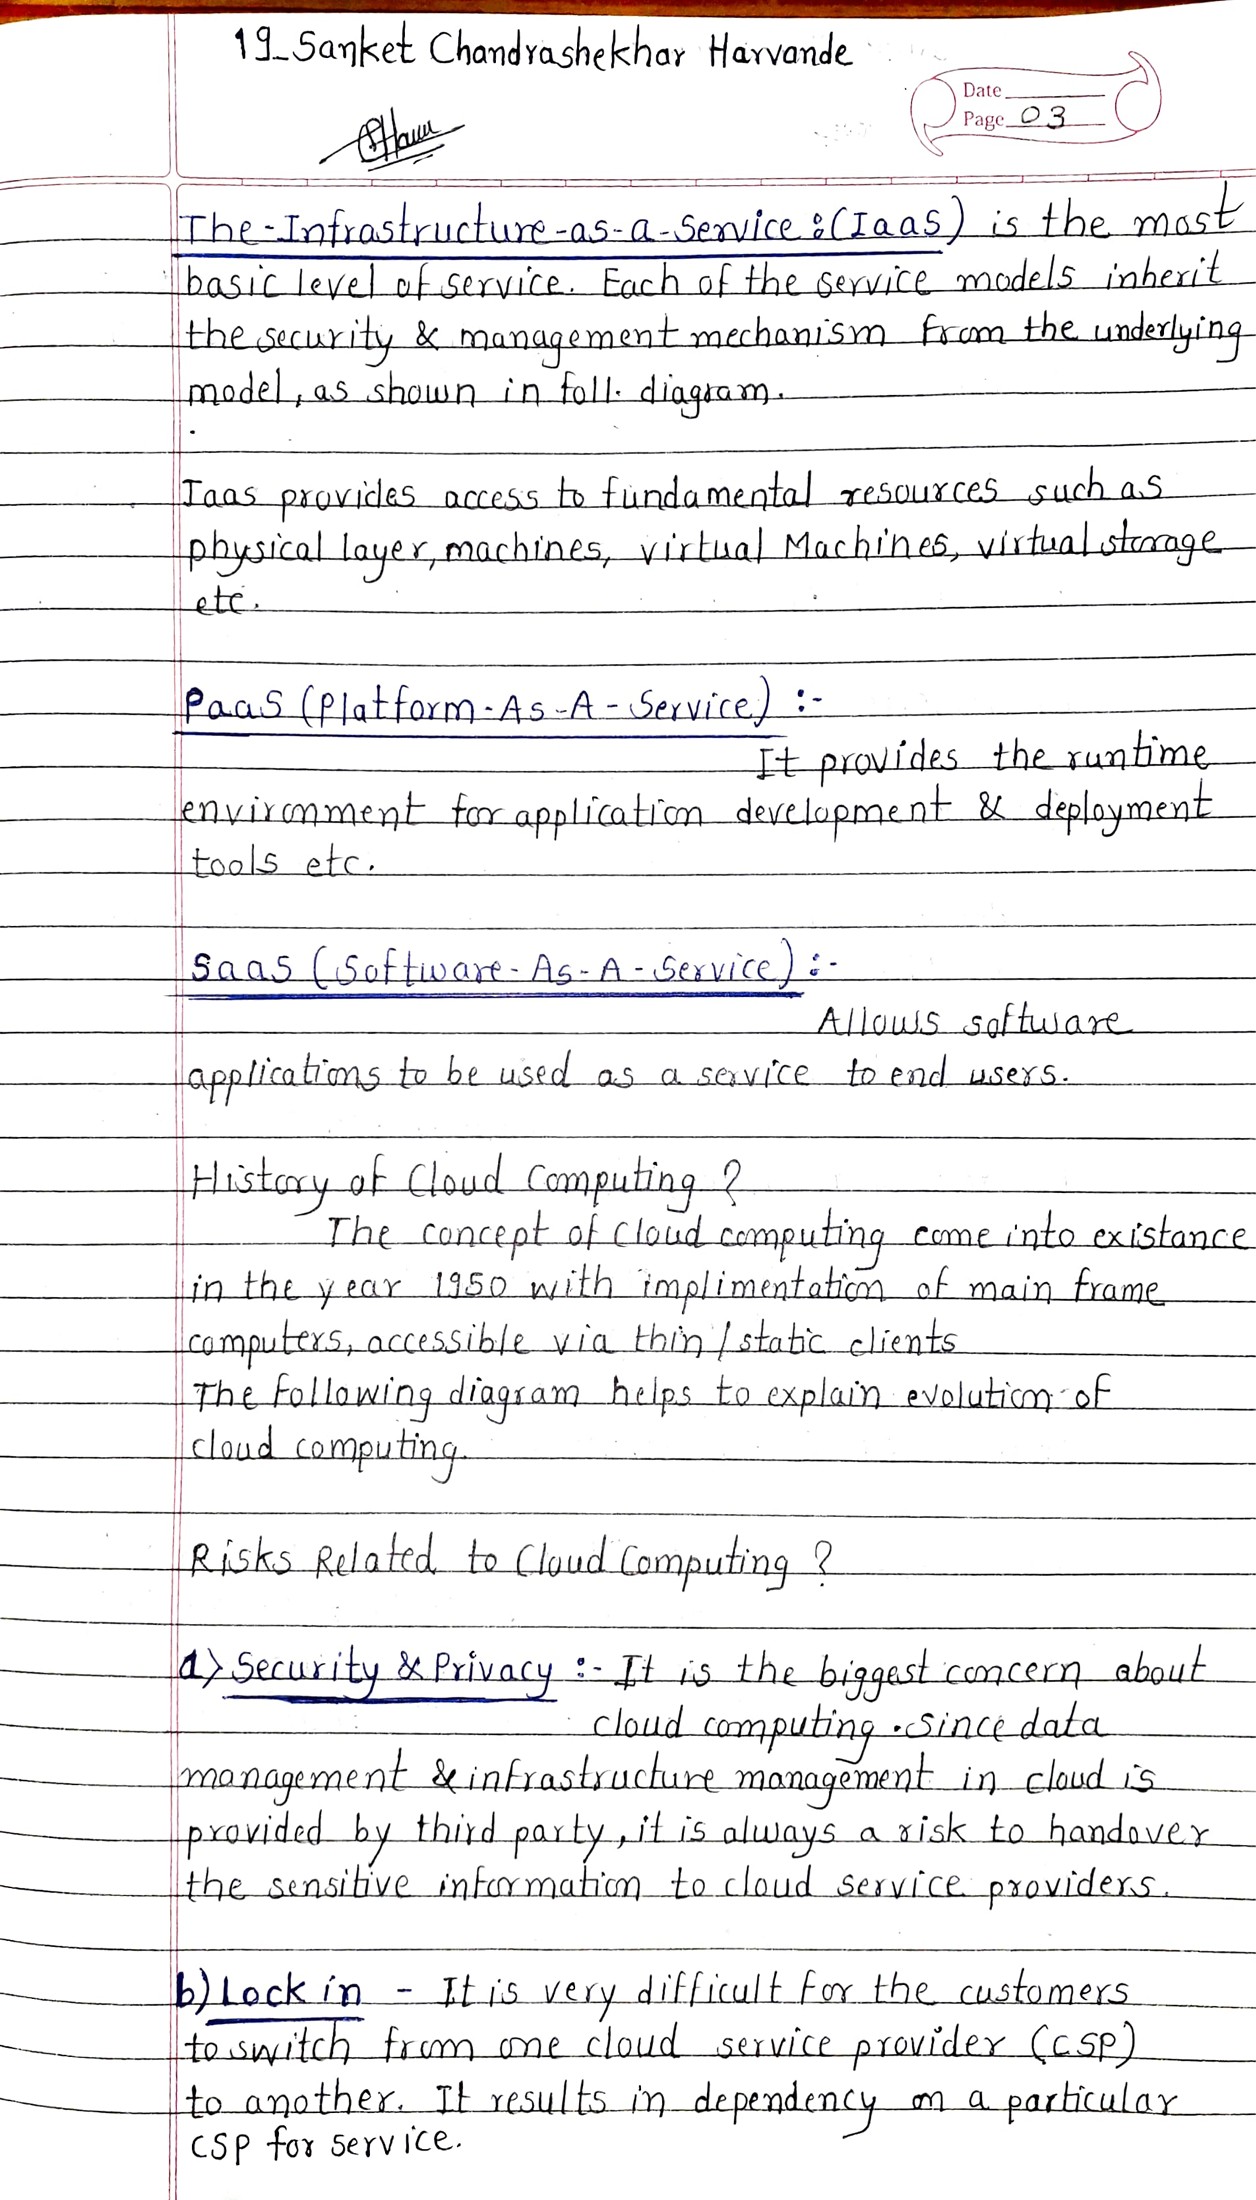 19_Sanket Chandrashekhar Harvande
Date
Page 03
The-Infrastructure-as-a-Service:(Iaas) is the most
basic level of service. Each of the service models inherit
the security & management mechanism from the underlying
model, as shown in foll. diagram.
Iaas provides access to fundamental resources such as
physical layer, machines, virtual Machines, virtual storage
etc.
PaaS (Platform-As-A-Service) :-
It provides the runtime
environment for application development & deployment
tools etc.
SaaS (Software-As-A-Service) :-
Allows software
applications to be used as a service to end users.
History of Cloud Computing ?
The concept of Cloud computing come into existance
in the year 1950 with implimentation of main frame
computers, accessible via thin / static clients
The following diagram helps to explain evolution of
cloud computing.
Risks Related to Cloud Computing ?
a) Security & Privacy :- It is the biggest concern about
cloud computing. since data
management & infrastructure management in cloud is
provided by third party, it is always a risk to handover
the sensitive information to cloud service providers.
b) Lock in - It is very difficult for the customers
to switch from one cloud service provider (CSP)
to another. It results in dependency on a particular
CSP for service.